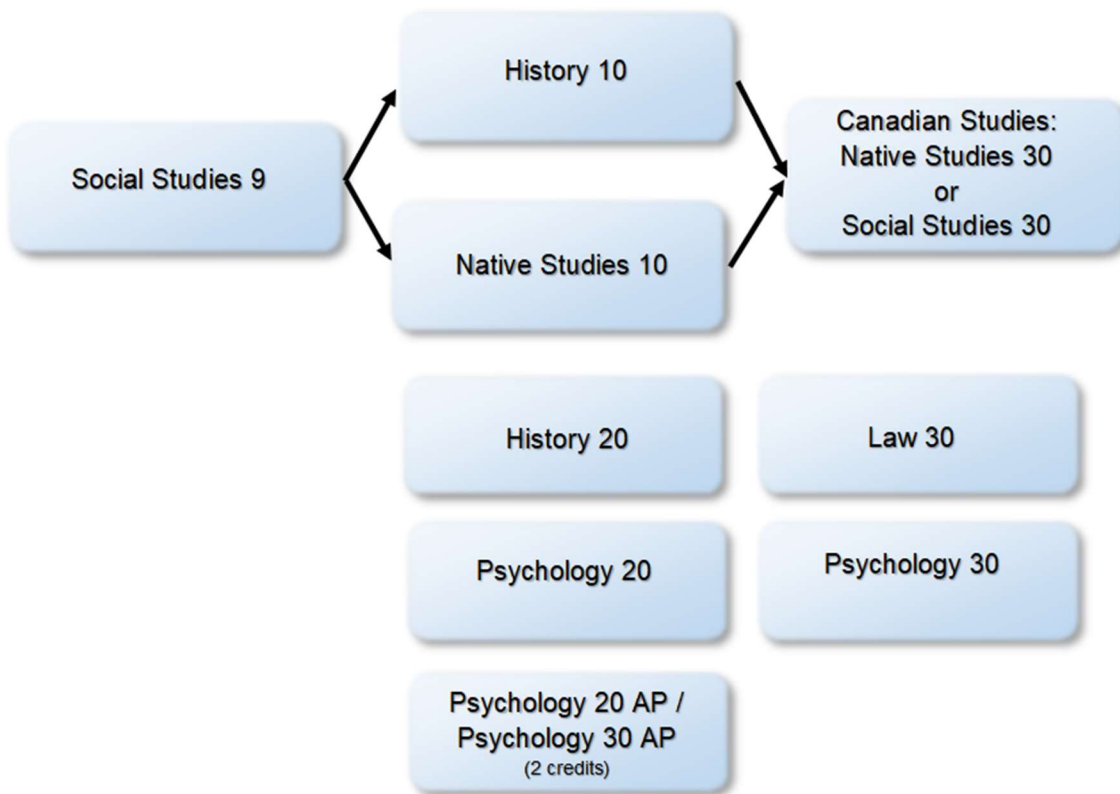 History 10
Social Studies 9
Canadian Studies:
Native Studies 30
or
Social Studies 30
Native Studies 10
History 20
Law 30
Psychology 20
Psychology 30
Psychology 20 AP /
Psychology 30 AP
(2 credits)